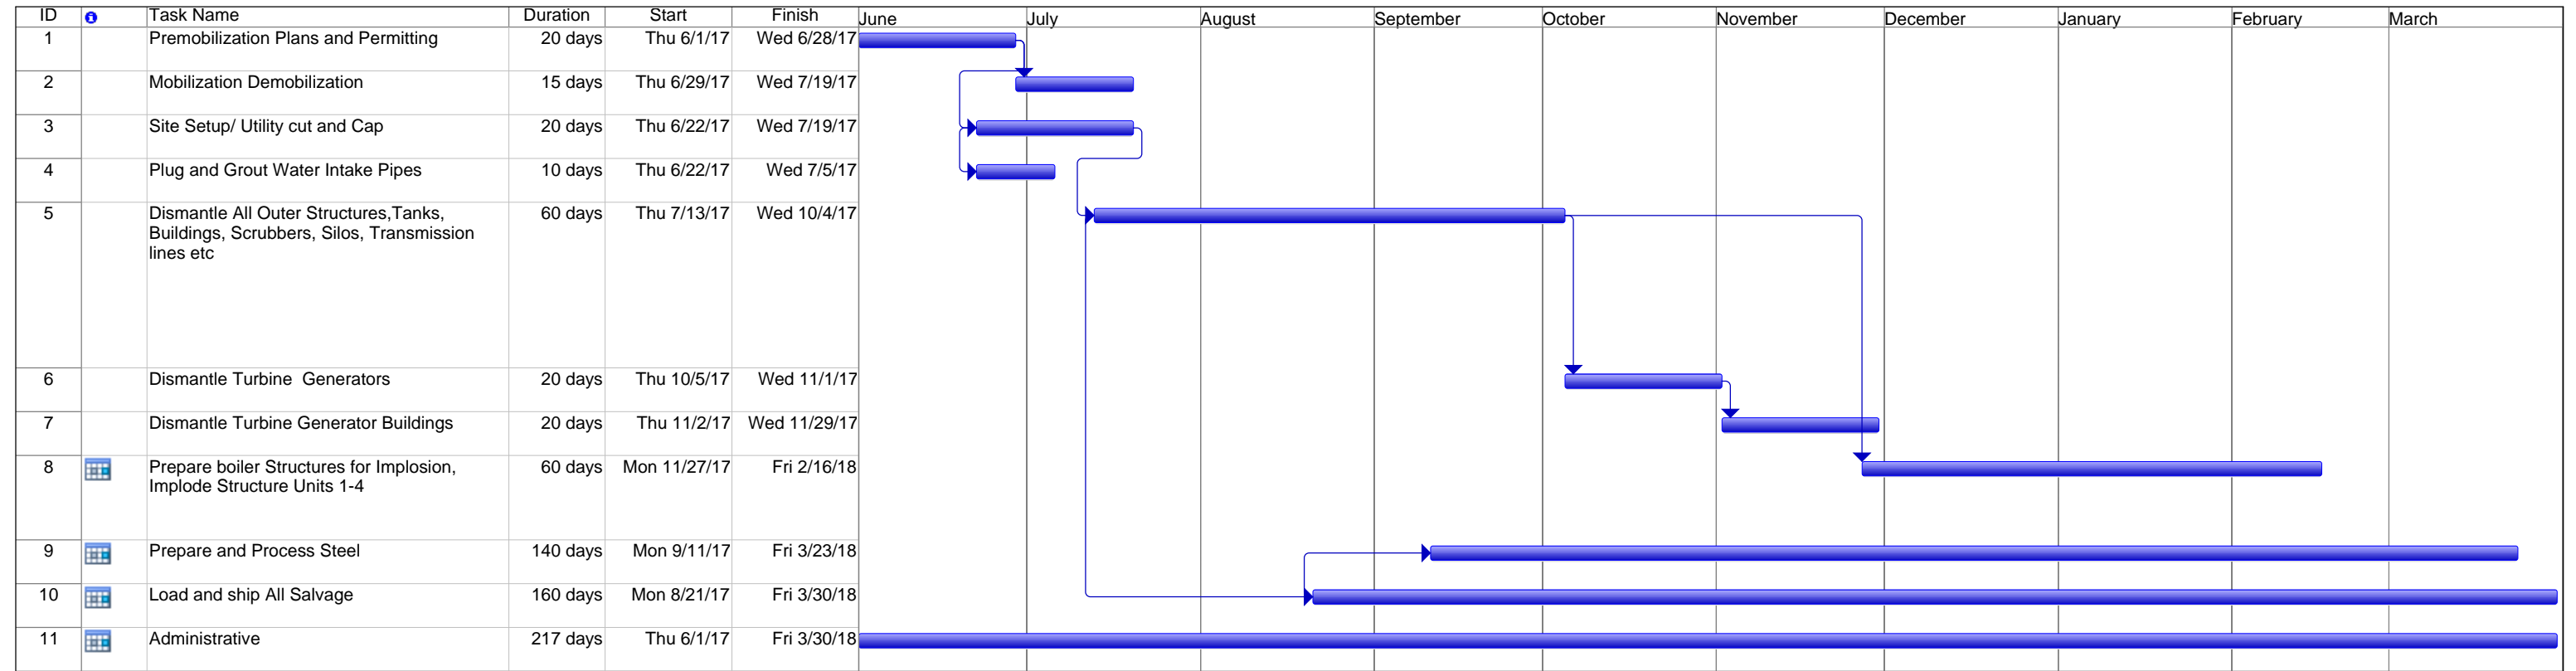 ID Task Name Duration Start Finish June July August September October November December January February March
1 Premobilization Plans and Permitting 20 days Thu 6/1/17 Wed 6/28/17
2 Mobilization Demobilization 15 days Thu 6/29/17 Wed 7/19/17
3 Site Setup/ Utility cut and Cap 20 days Thu 6/22/17 Wed 7/19/17
4 Plug and Grout Water Intake Pipes 10 days Thu 6/22/17 Wed 7/5/17
5 Dismantle All Outer Structures,Tanks, 60 days Thu 7/13/17 Wed 10/4/17
Buildings, Scrubbers, Silos, Transmission
lines etc
6 Dismantle Turbine  Generators 20 days Thu 10/5/17 Wed 11/1/17
7 Dismantle Turbine Generator Buildings 20 days Thu 11/2/17 Wed 11/29/17
8 Prepare boiler Structures for Implosion, 60 days Mon 11/27/17 Fri 2/16/18
Implode Structure Units 1-4
9 Prepare and Process Steel 140 days Mon 9/11/17 Fri 3/23/18
10 Load and ship All Salvage 160 days Mon 8/21/17 Fri 3/30/18
11 Administrative 217 days Thu 6/1/17 Fri 3/30/18